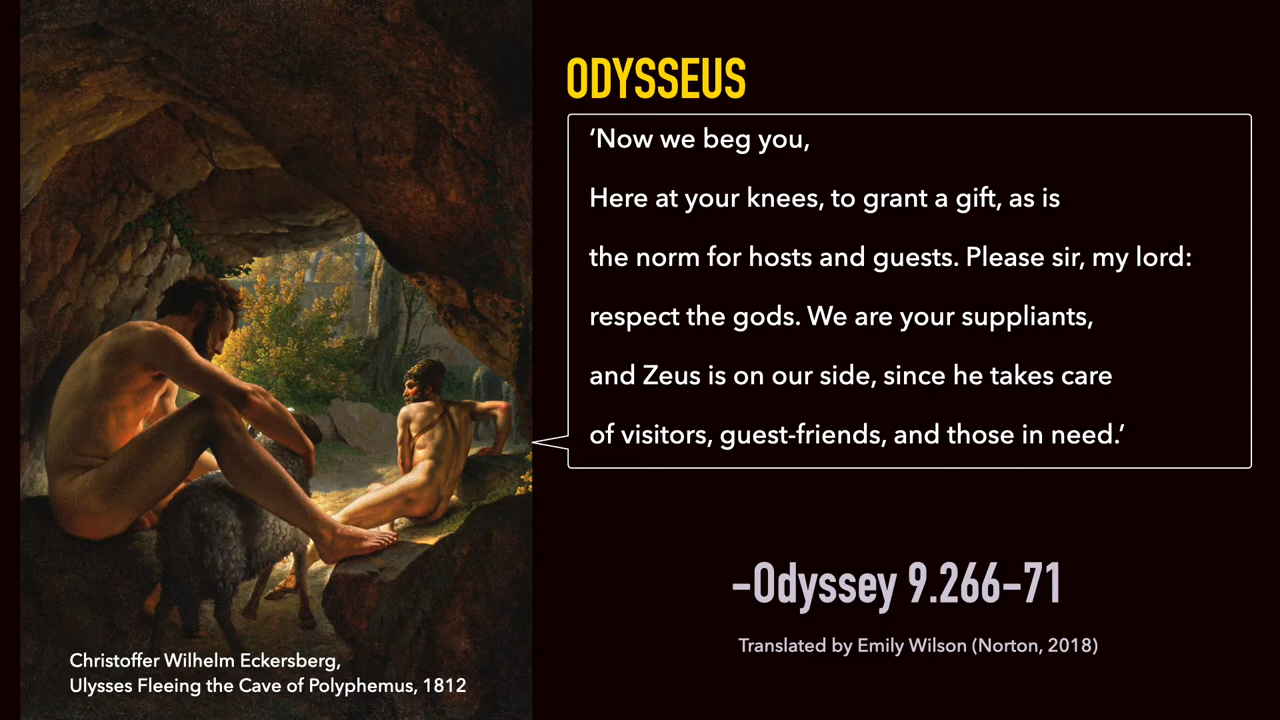 ODYSSEUS
‘Now we beg you,
Here at your knees, to grant a gift, as is
the norm for hosts and guests. Please sir, my lord:
respect the gods. We are your suppliants,
and Zeus is on our side, since he takes care
of visitors, guest-friends, and those in need.’
–Odyssey 9.266–71
Translated by Emily Wilson (Norton, 2018)
Christoffer Wilhelm Eckersberg,
Ulysses Fleeing the Cave of Polyphemus, 1812